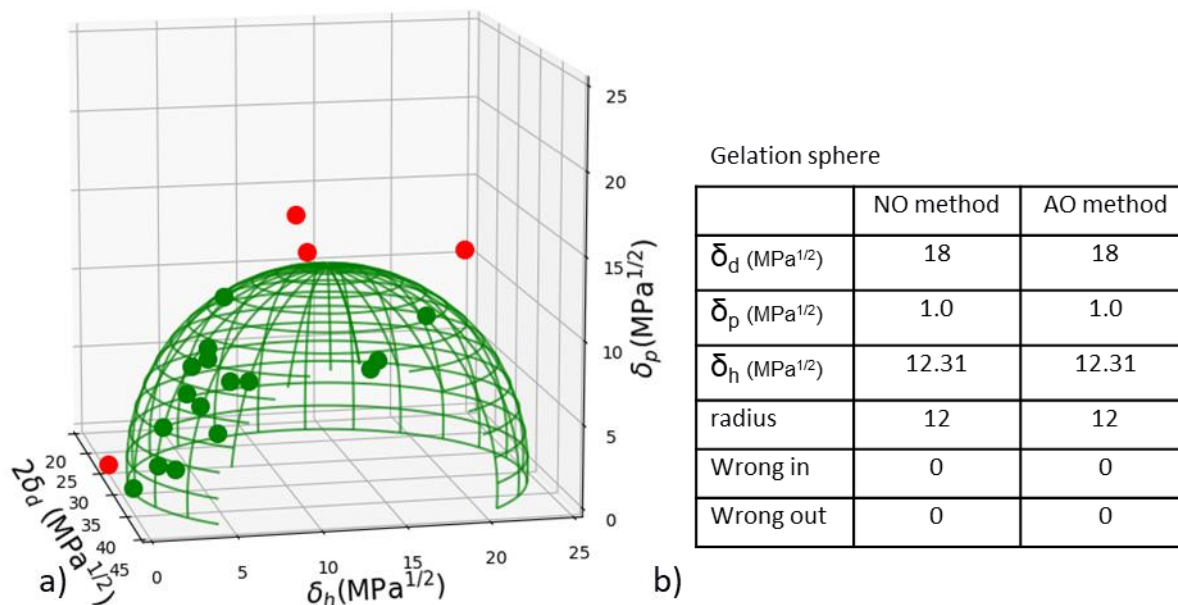 25
20
15
10
5
0
δp(MPa1/2)
20
25
30
35
40
45
2δd (MPa1/2)
0
5
10
15
20
25
δh(MPa1/2)
a)
Gelation sphere
NO method AO method
δd (MPa1/2) 18 18
δp (MPa1/2) 1.0 1.0
δh (MPa1/2) 12.31 12.31
radius 12 12
Wrong in 0 0
Wrong out 0 0
b)